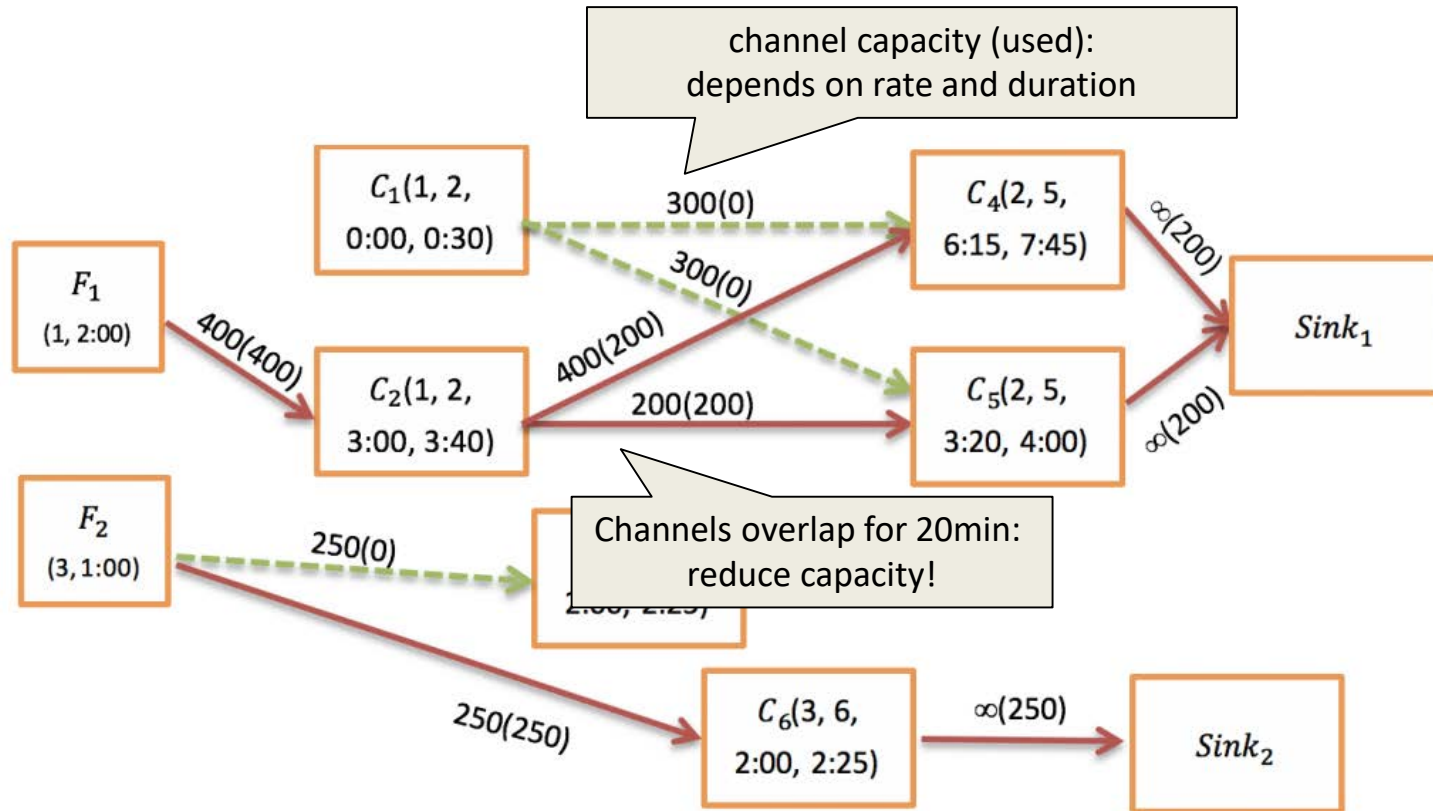 channel capacity (used):
depends on rate and duration
C₁(1, 2,
0:00, 0:30)
300(0)
C₄(2, 5,
6:15, 7:45)
∞(200)
F₁
(1, 2:00)
400(400)
300(0)
400(200)
Sink₁
C₂(1, 2,
3:00, 3:40)
200(200)
C₅(2, 5,
3:20, 4:00)
∞(200)
F₂
(3, 1:00)
250(0)
Channels overlap for 20min:
reduce capacity!
250(250)
C₆(3, 6,
2:00, 2:25)
∞(250)
Sink₂